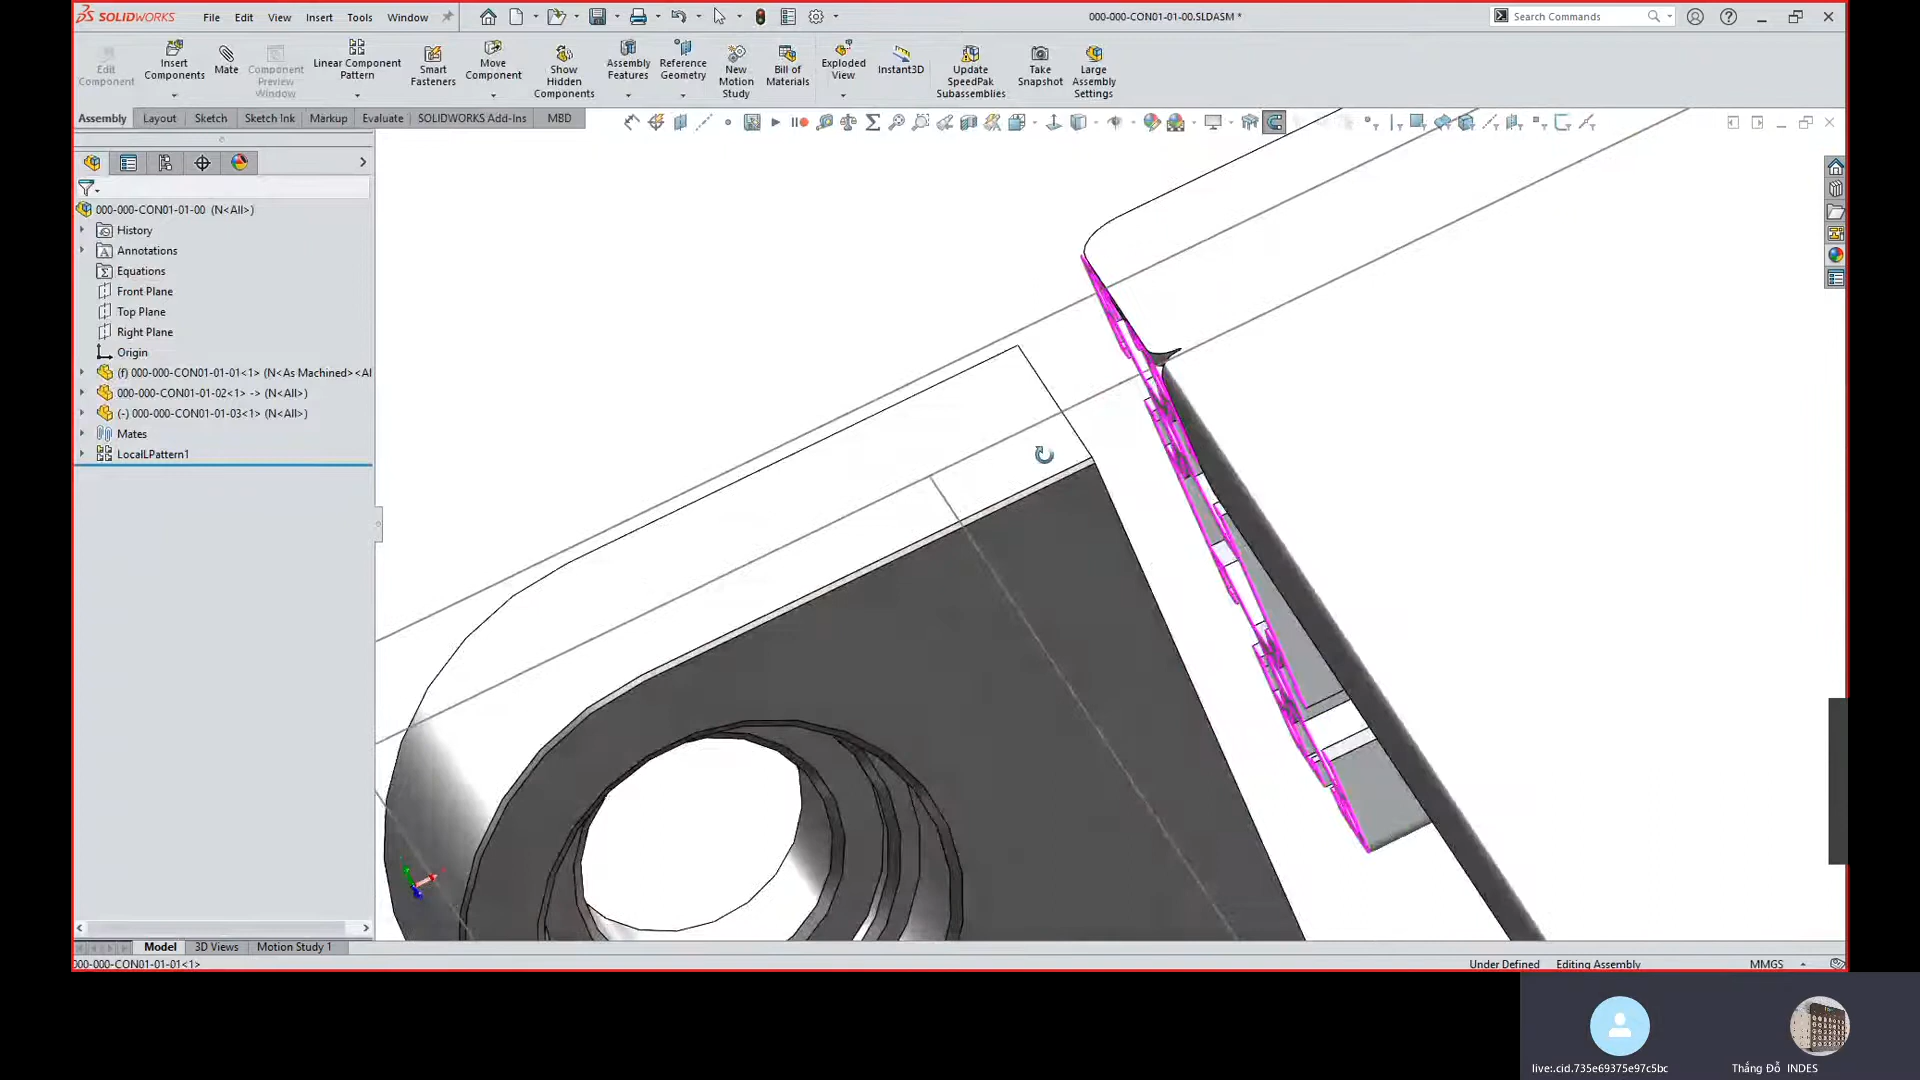 SOLIDWORKS File Edit View Insert Tools Window 000-000-CON01-01-00.SLDASM * Search Commands
Edit Component
Insert Components
Mate
Component Preview Window
Linear Component Pattern
Smart Fasteners
Move Component
Show Hidden Components
Assembly Features
Reference Geometry
New Motion Study
Bill of Materials
Exploded View
Instant3D
Update SpeedPak Subassemblies
Take Snapshot
Large Assembly Settings
Assembly Layout Sketch Sketch Ink Markup Evaluate SOLIDWORKS Add-Ins MBD
000-000-CON01-01-00 (N<All>)
History
Annotations
Equations
Front Plane
Top Plane
Right Plane
Origin
(f) 000-000-CON01-01-01<1> (N<As Machined><Al
000-000-CON01-01-02<1> -> (N<All>)
(-) 000-000-CON01-01-03<1> (N<All>)
Mates
LocalLPattern1
Model 3D Views Motion Study 1
000-000-CON01-01-01<1> Under Defined Editing Assembly MMGS
live:.cid.735e69375e97c5bc Thắng Đỗ INDES